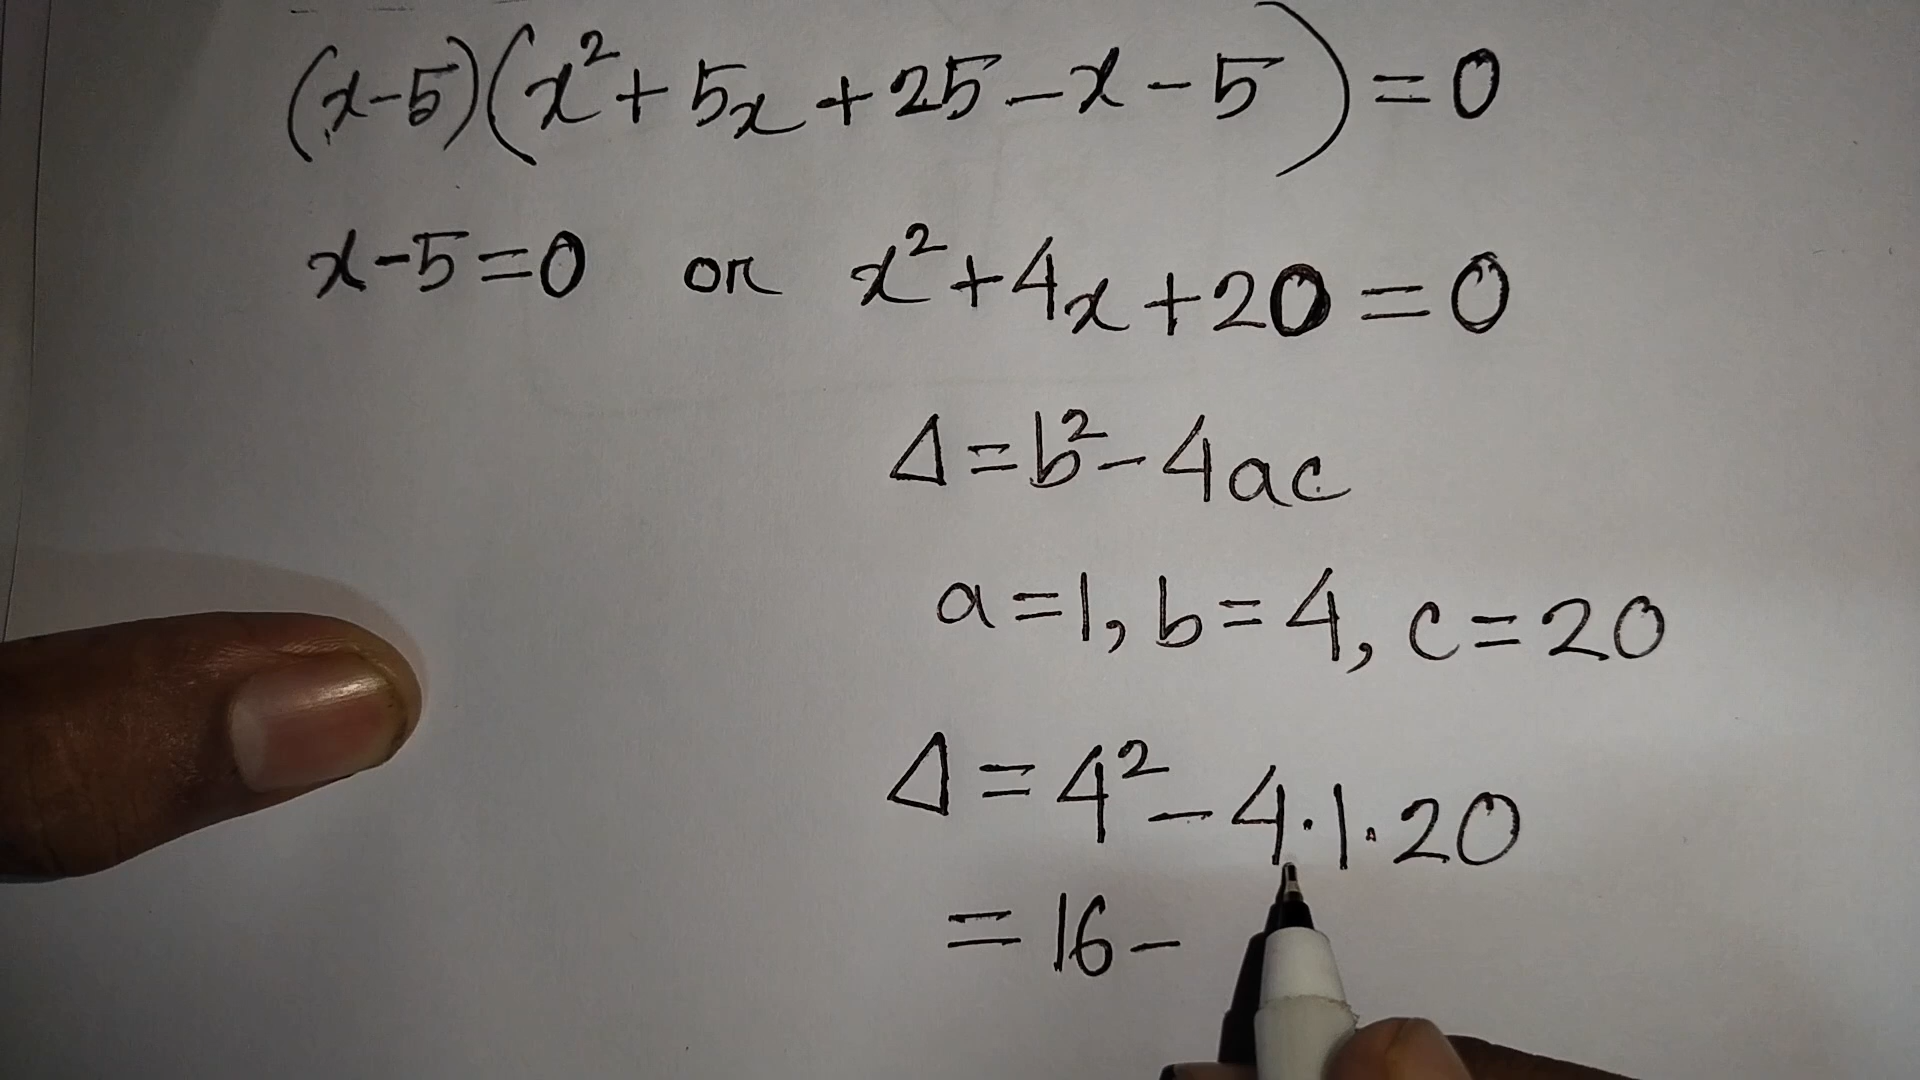 (x-5)(x²+5x+25-x-5)=0
x-5=0 or x²+4x+20=0
Δ=b²-4ac
a=1, b=4, c=20
Δ=4²-4·1·20
=16-